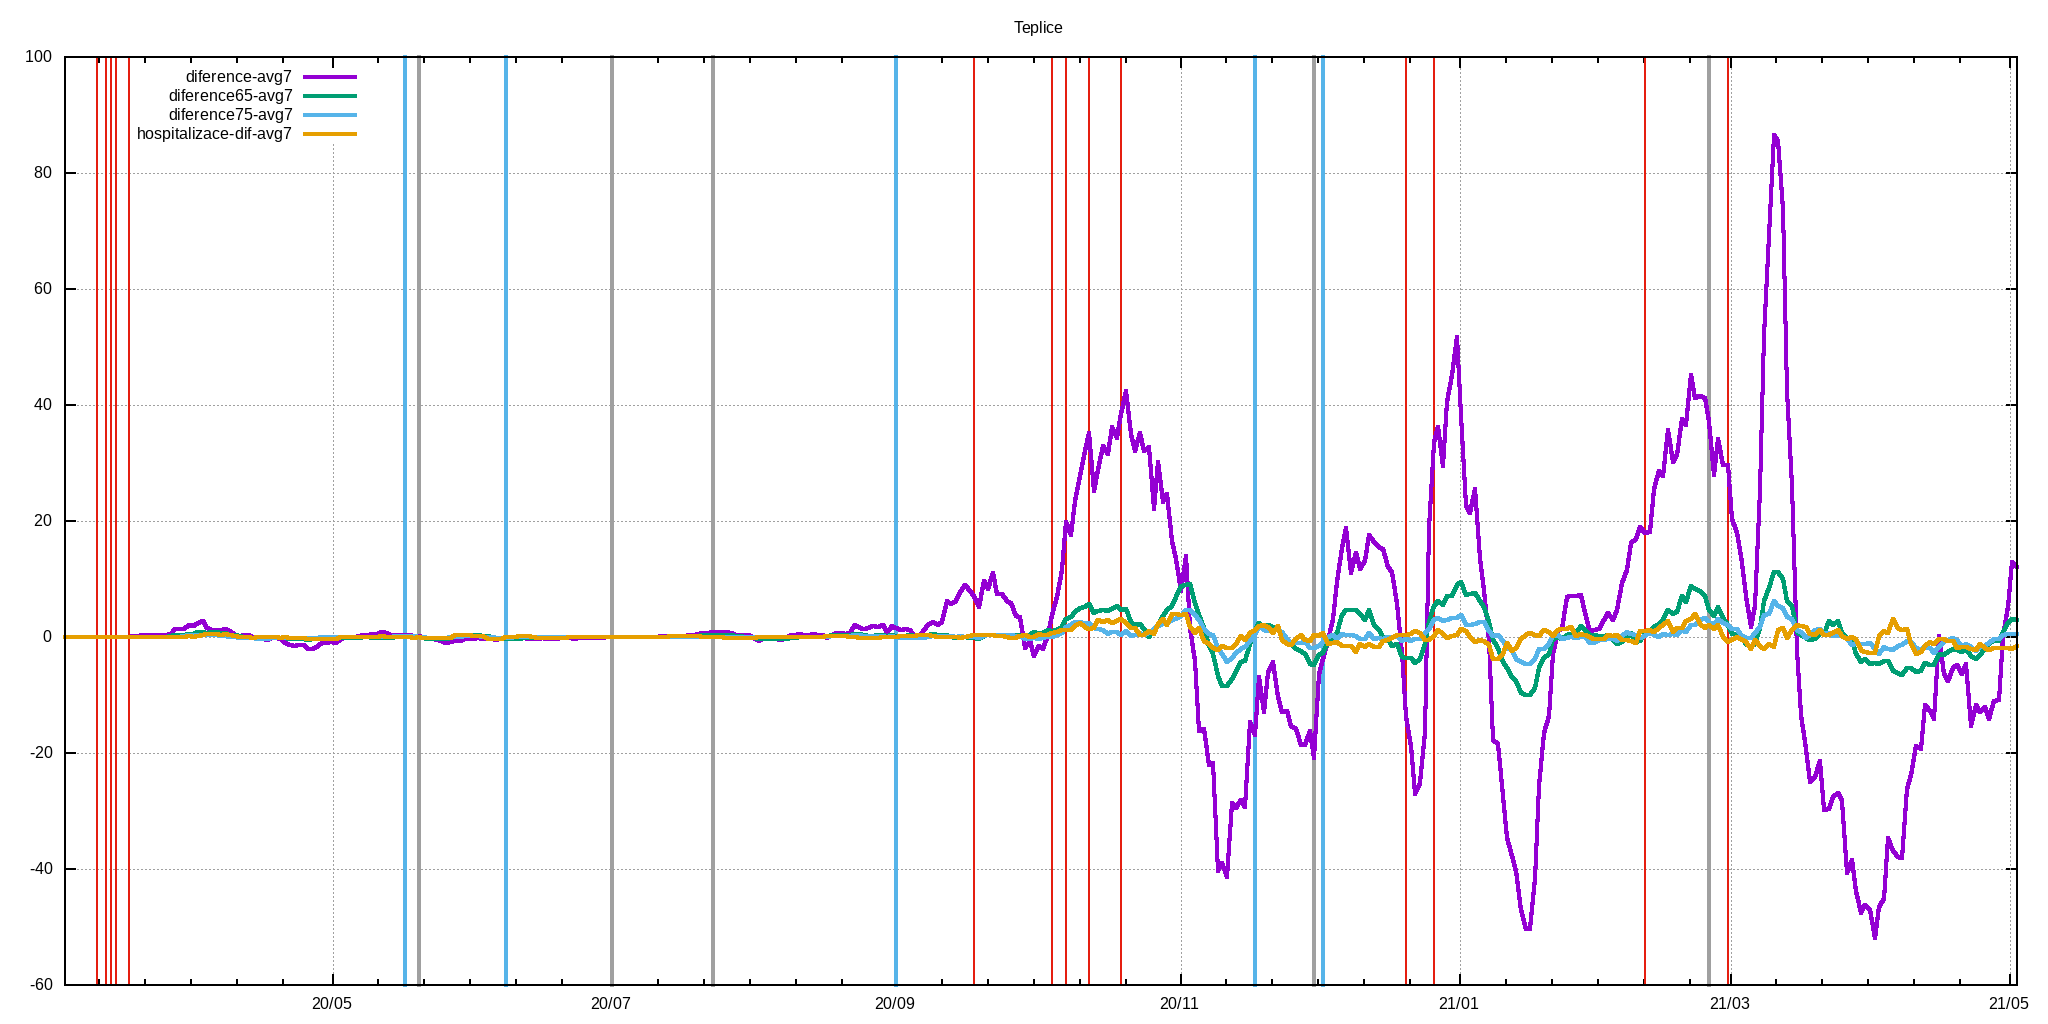 Teplice
100
80
60
40
20
0
-20
-40
-60
diference-avg7
diference65-avg7
diference75-avg7
hospitalizace-dif-avg7
20/05 20/07 20/09 20/11 21/01 21/03 21/05